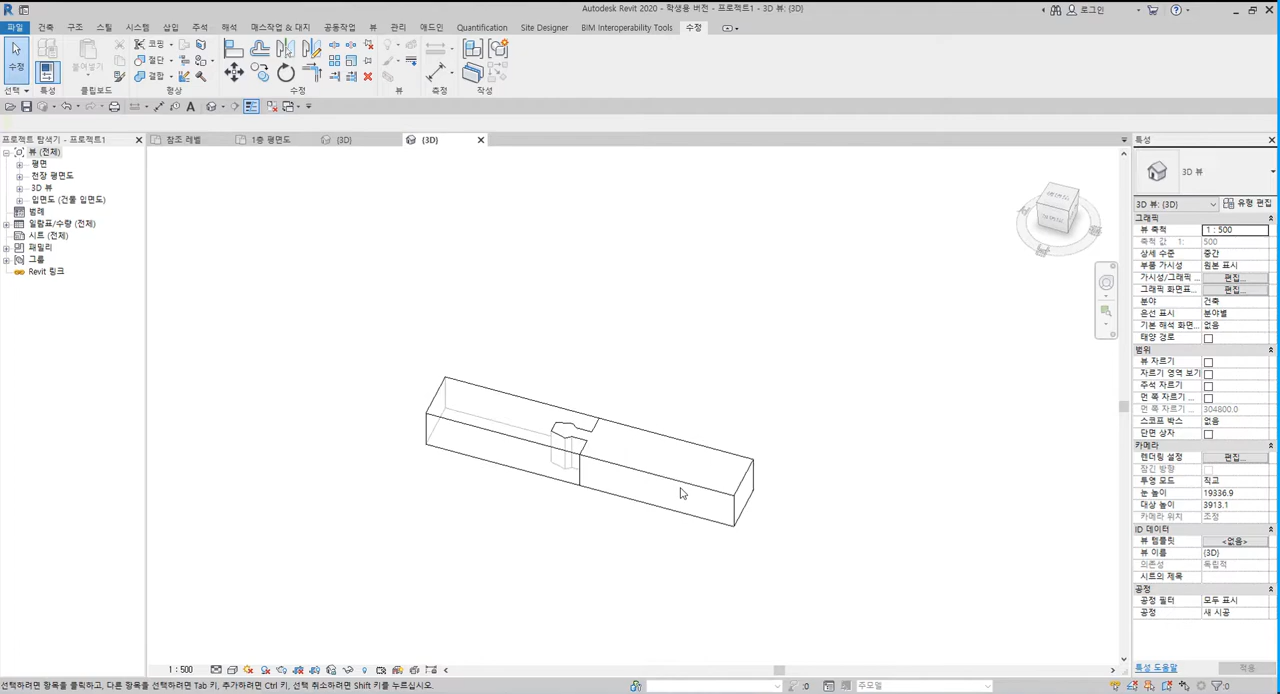 Autodesk Revit 2020 - 학생용 버전 - 프로젝트1 - 3D 뷰: {3D}
로그인
파일 건축 구조 스틸 시스템 삽입 주석 해석 매스작업 & 대지 공동작업 뷰 관리 애드인 Quantification Site Designer BIM Interoperability Tools 수정
수정 붙여넣기 코핑 절단 결합
선택 특성 클립보드 형상 수정 뷰 측정 작성
프로젝트 탐색기 - 프로젝트1
참조 레벨 1층 평면도 {3D} {3D}
특성
뷰 (전체)
평면
천장 평면도
3D 뷰
입면도 (건물 입면도)
범례
일람표/수량 (전체)
시트 (전체)
패밀리
그룹
Revit 링크
3D 뷰
3D 뷰: {3D} 유형 편집
그래픽
뷰 축척 1 : 500
축척 값 1: 500
상세 수준 중간
부품 가시성 원본 표시
가시성/그래픽 ... 편집...
그래픽 화면표... 편집...
분야 건축
은선 표시 분야별
기본 해석 화면... 없음
태양 경로
범위
뷰 자르기
자르기 영역 보기
주석 자르기
먼 쪽 자르기 ...
먼 쪽 자르기 ... 304800.0
스코프 박스 없음
단면 상자
카메라
렌더링 설정 편집...
잠긴 방향
투영 모드 직교
눈 높이 19336.9
대상 높이 3913.1
카메라 위치 조정
ID 데이터
뷰 템플릿 <없음>
뷰 이름 {3D}
의존성 독립적
시트의 제목
공정
공정 필터 모두 표시
공정 새 시공
특성 도움말 적용
1 : 500
선택하려면 항목을 클릭하고, 다른 항목을 선택하려면 Tab 키, 추가하려면 Ctrl 키, 선택 취소하려면 Shift 키를 누르십시오.
:0 주모델 :0